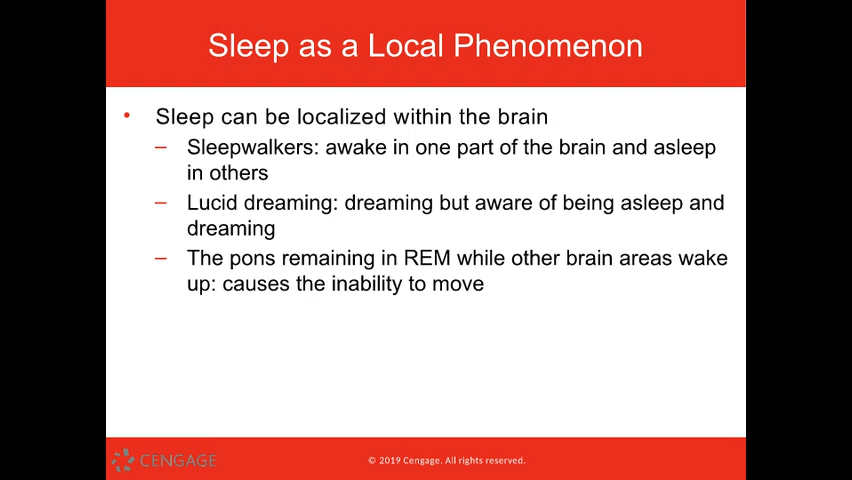 Sleep as a Local Phenomenon
• Sleep can be localized within the brain
– Sleepwalkers: awake in one part of the brain and asleep
in others
– Lucid dreaming: dreaming but aware of being asleep and
dreaming
– The pons remaining in REM while other brain areas wake
up: causes the inability to move
CENGAGE
© 2019 Cengage. All rights reserved.